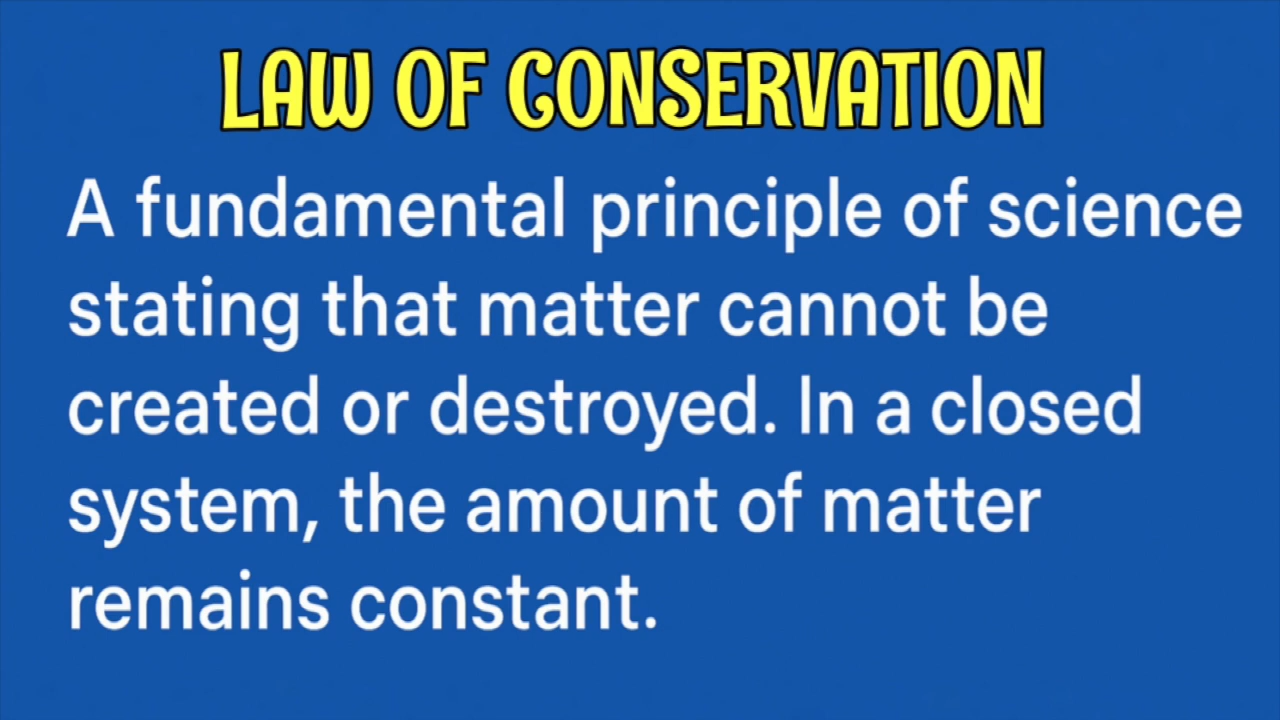 LAW OF CONSERVATION
A fundamental principle of science
stating that matter cannot be
created or destroyed. In a closed
system, the amount of matter
remains constant.